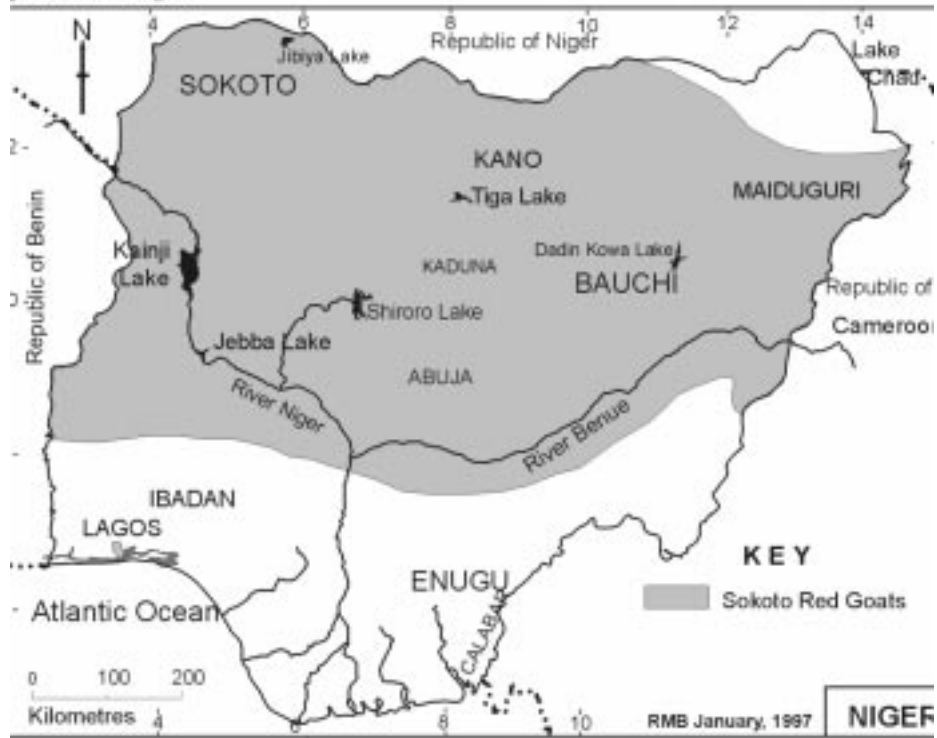 4 6 8 10 12 14
N
Republic of Niger
Lake
Chad
Jibiya Lake
SOKOTO
2
KANO
Tiga Lake
MAIDUGURI
Republic of Benin
Kainji
Lake
Dadin Kowa Lake
KADUNA
BAUCHI
0
Shiroro Lake
Republic of
Cameroon
Jebba Lake
ABUJA
River Niger
River Benue
IBADAN
LAGOS
KEY
ENUGU
Sokoto Red Goats
CALABAR
Atlantic Ocean
0 100 200
Kilometres
4 6 8 10
RMB January, 1997
NIGER